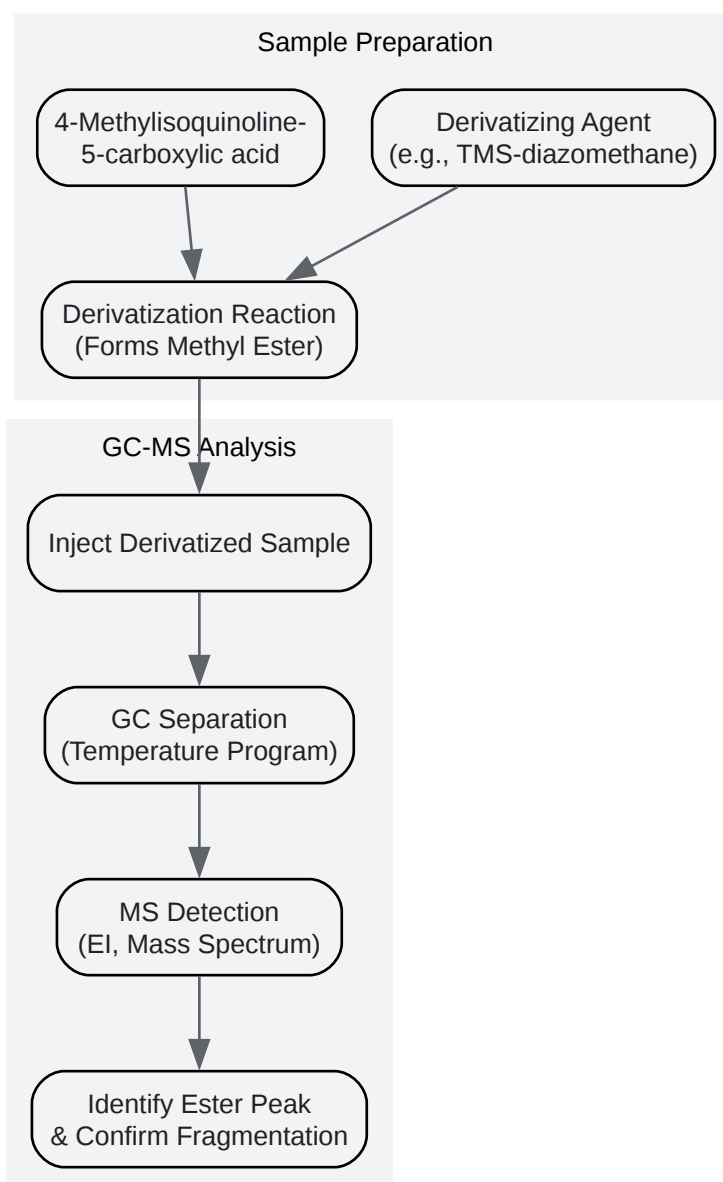 Sample Preparation
4-Methylisoquinoline-
5-carboxylic acid
Derivatizing Agent
(e.g., TMS-diazomethane)
Derivatization Reaction
(Forms Methyl Ester)
GC-MS Analysis
Inject Derivatized Sample
GC Separation
(Temperature Program)
MS Detection
(EI, Mass Spectrum)
Identify Ester Peak
& Confirm Fragmentation